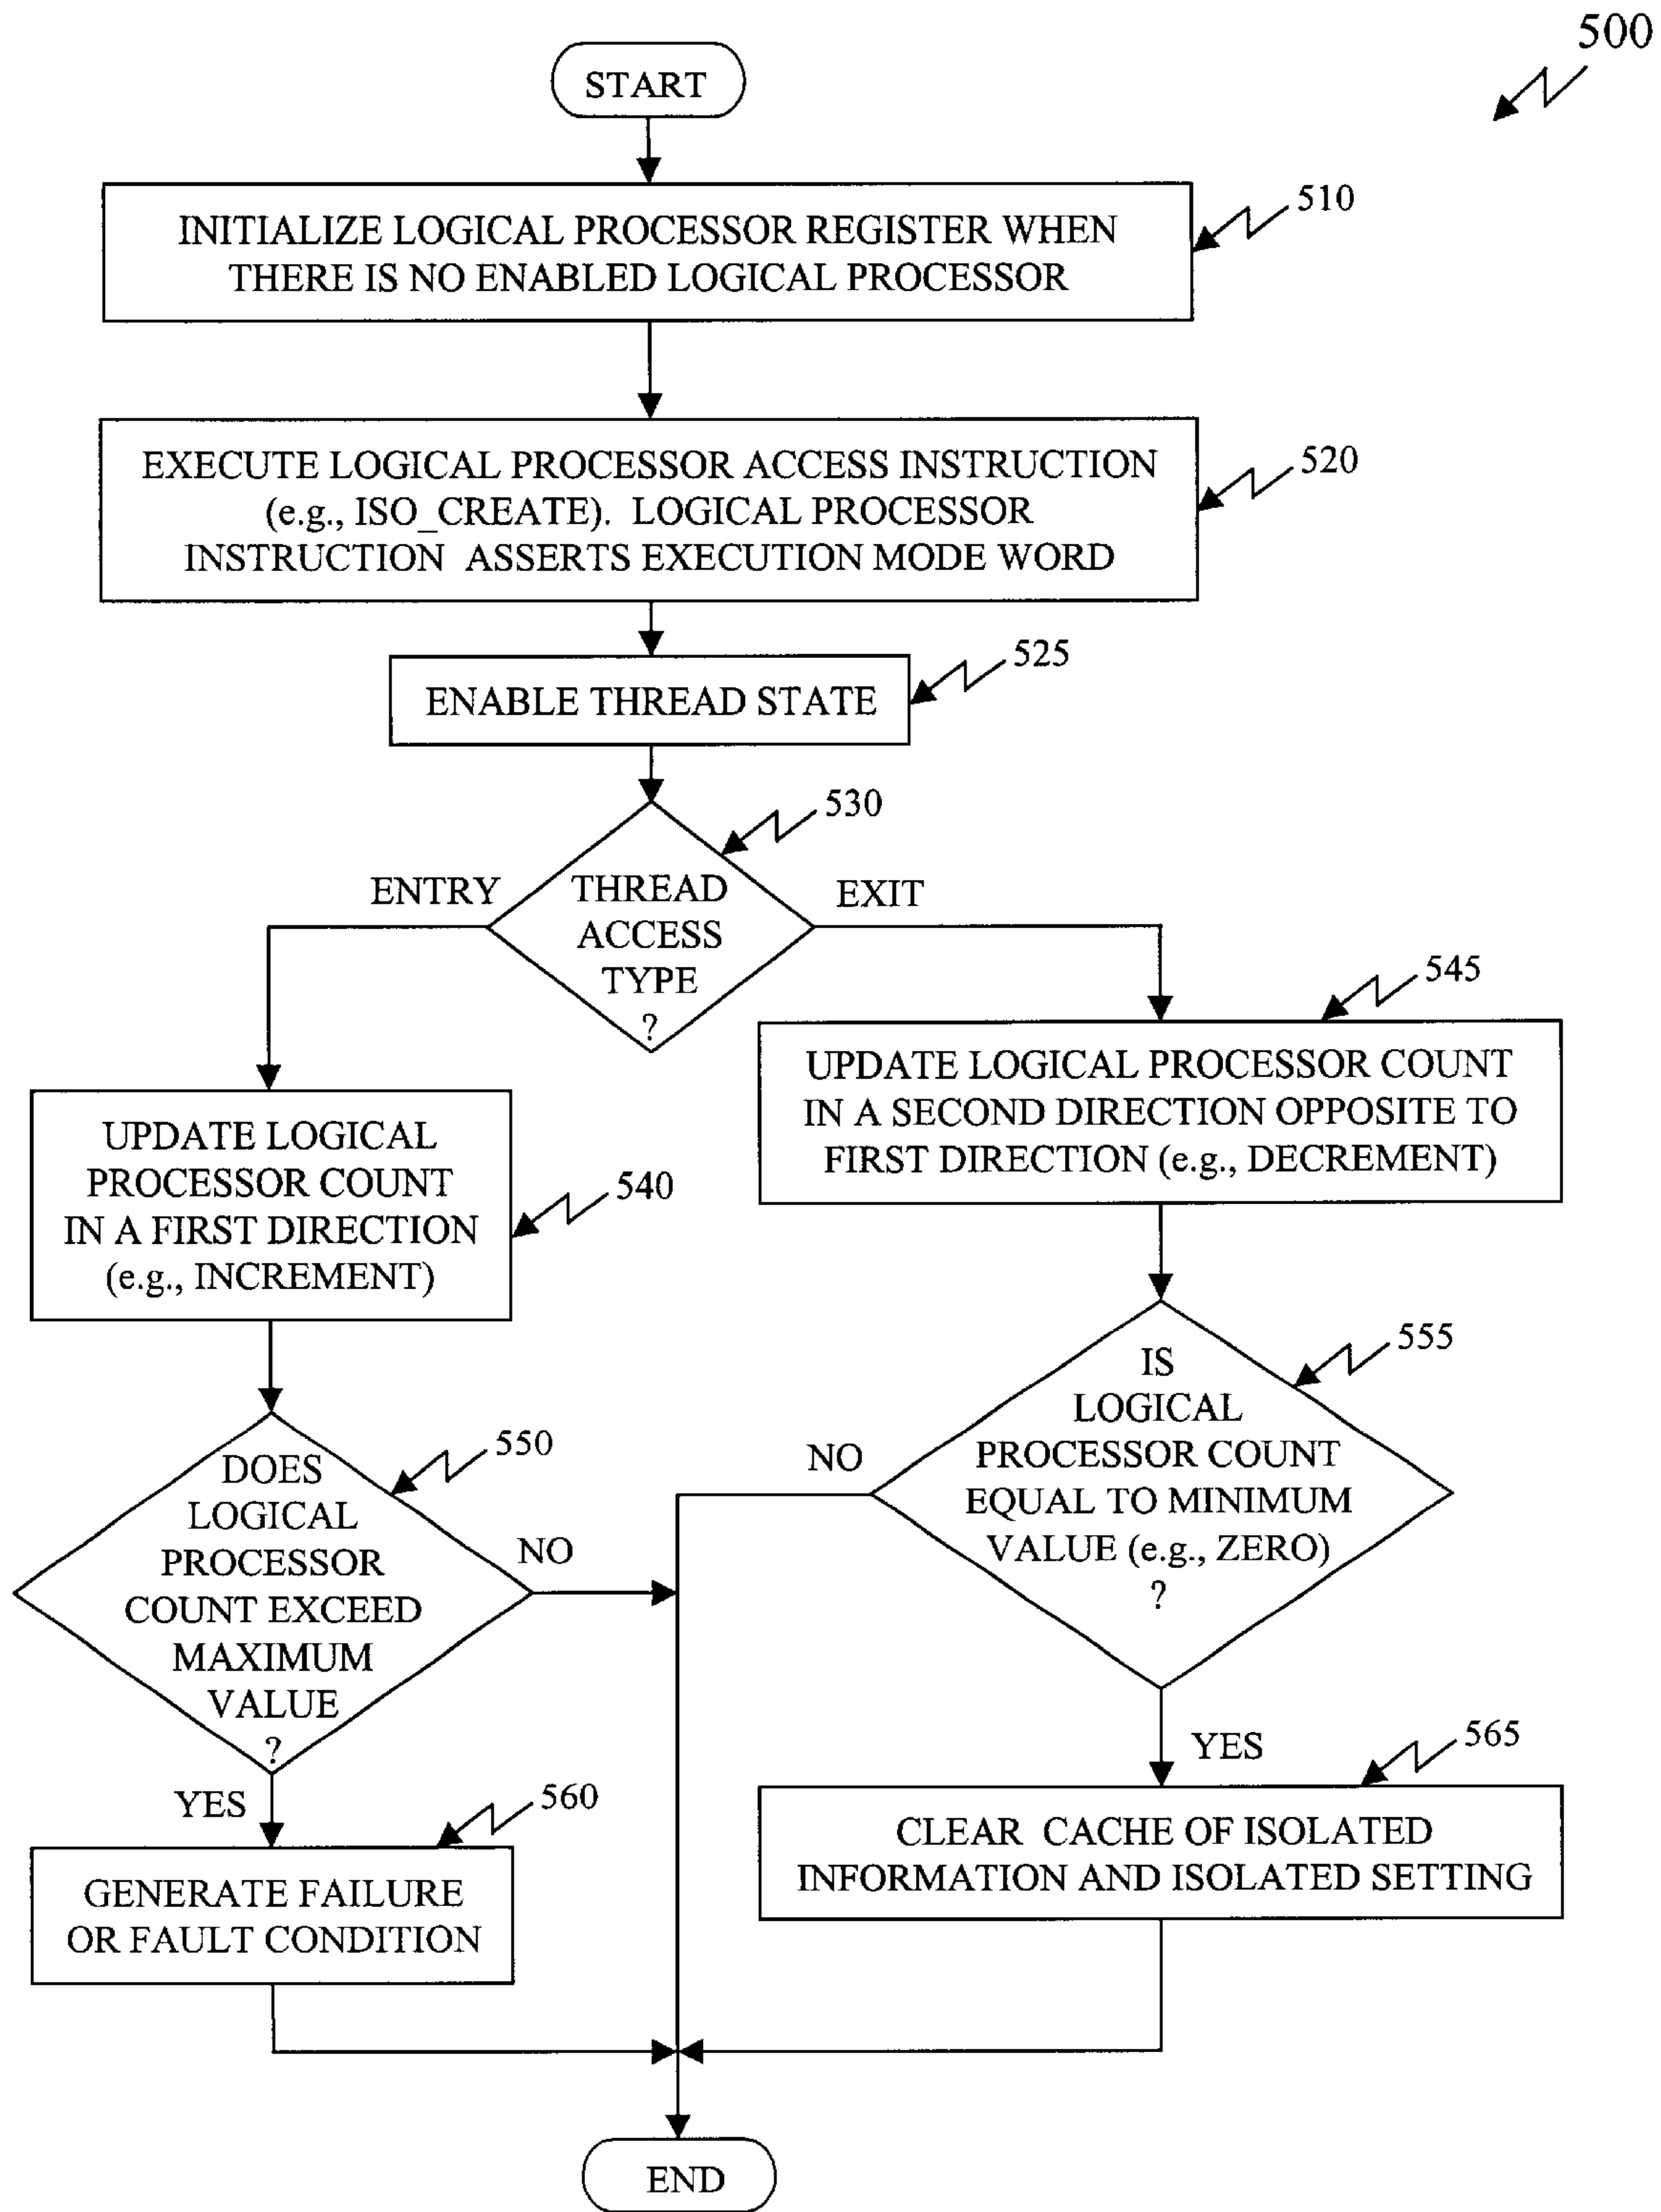 500
START
510
INITIALIZE LOGICAL PROCESSOR REGISTER WHEN
THERE IS NO ENABLED LOGICAL PROCESSOR
520
EXECUTE LOGICAL PROCESSOR ACCESS INSTRUCTION
(e.g., ISO_CREATE). LOGICAL PROCESSOR
INSTRUCTION ASSERTS EXECUTION MODE WORD
525
ENABLE THREAD STATE
530
ENTRY
THREAD
ACCESS
TYPE
?
EXIT
545
UPDATE LOGICAL PROCESSOR COUNT
IN A SECOND DIRECTION OPPOSITE TO
FIRST DIRECTION (e.g., DECREMENT)
UPDATE LOGICAL
PROCESSOR COUNT
IN A FIRST DIRECTION
(e.g., INCREMENT)
540
555
IS
LOGICAL
PROCESSOR COUNT
EQUAL TO MINIMUM
VALUE (e.g., ZERO)
?
NO
550
DOES
LOGICAL
PROCESSOR
COUNT EXCEED
MAXIMUM
VALUE
?
NO
YES
565
CLEAR CACHE OF ISOLATED
INFORMATION AND ISOLATED SETTING
YES
560
GENERATE FAILURE
OR FAULT CONDITION
END